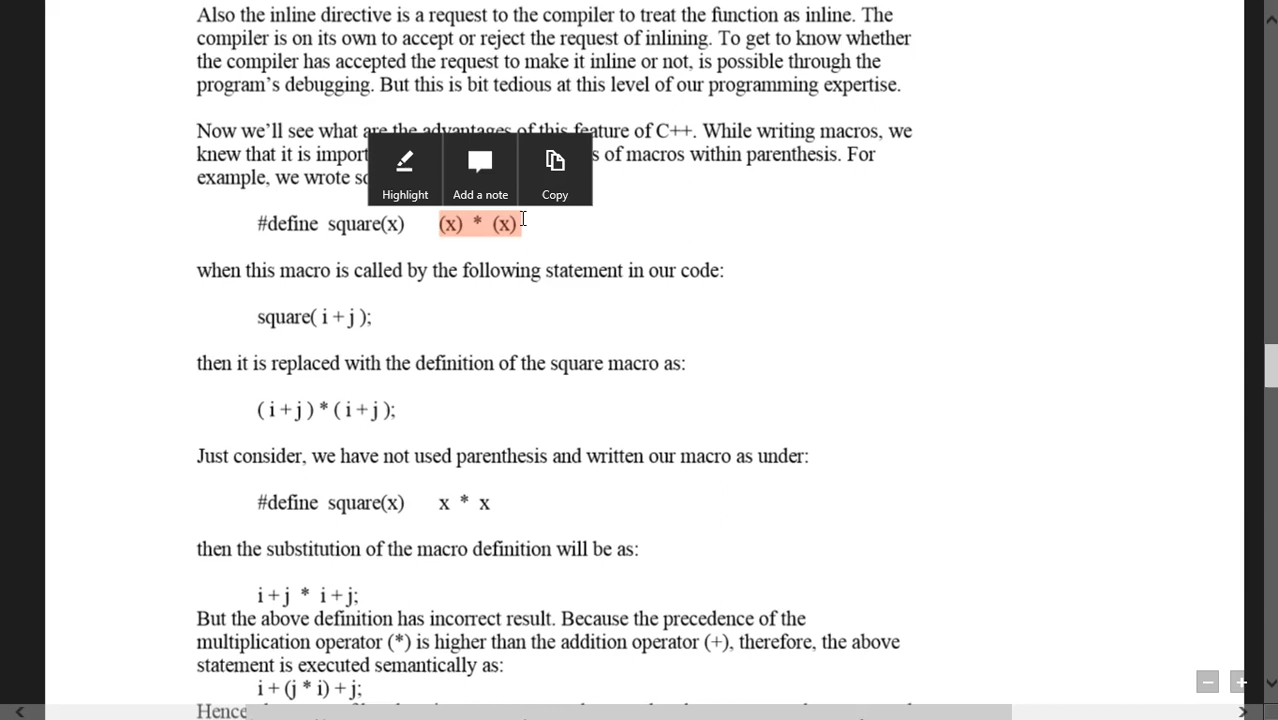 Also the inline directive is a request to the compiler to treat the function as inline. The
compiler is on its own to accept or reject the request of inlining. To get to know whether
the compiler has accepted the request to make it inline or not, is possible through the
program’s debugging. But this is bit tedious at this level of our programming expertise.
Now we’ll see what are the advantages of this feature of C++. While writing macros, we
knew that it is of macros within parenthesis. For
example, we wrote
Highlight Add a note Copy
#define square(x) (x) * (x)
when this macro is called by the following statement in our code:
square( i + j );
then it is replaced with the definition of the square macro as:
( i + j ) * ( i + j );
Just consider, we have not used parenthesis and written our macro as under:
#define square(x) x * x
then the substitution of the macro definition will be as:
i + j * i + j;
But the above definition has incorrect result. Because the precedence of the
multiplication operator (*) is higher than the addition operator (+), therefore, the above
statement is executed semantically as:
i + (j * i) + j;
Hence